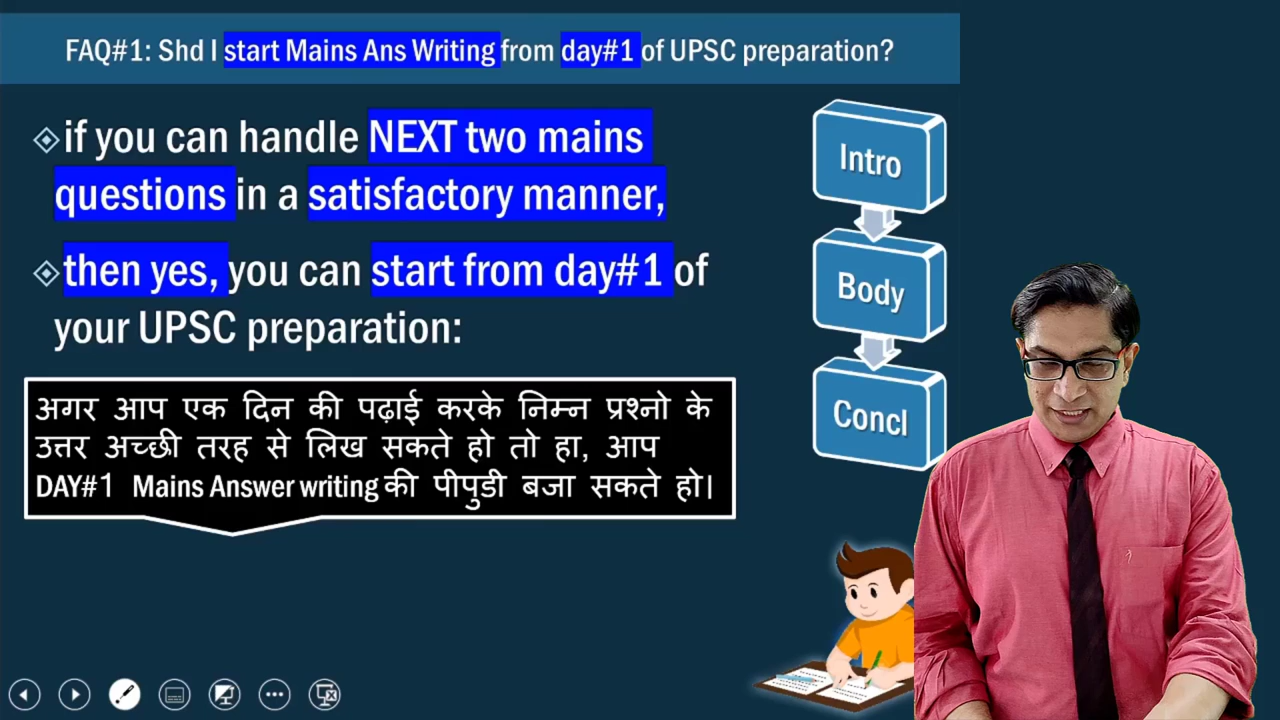 FAQ#1: Shd I start Mains Ans Writing from day#1 of UPSC preparation?
if you can handle NEXT two mains
questions in a satisfactory manner,
then yes, you can start from day#1 of
your UPSC preparation:
अगर आप एक दिन की पढ़ाई करके निम्न प्रश्नो के
उत्तर अच्छी तरह से लिख सकते हो तो हा, आप
DAY#1 Mains Answer writing की पीपुडी बजा सकते हो।
Intro
Body
Concl